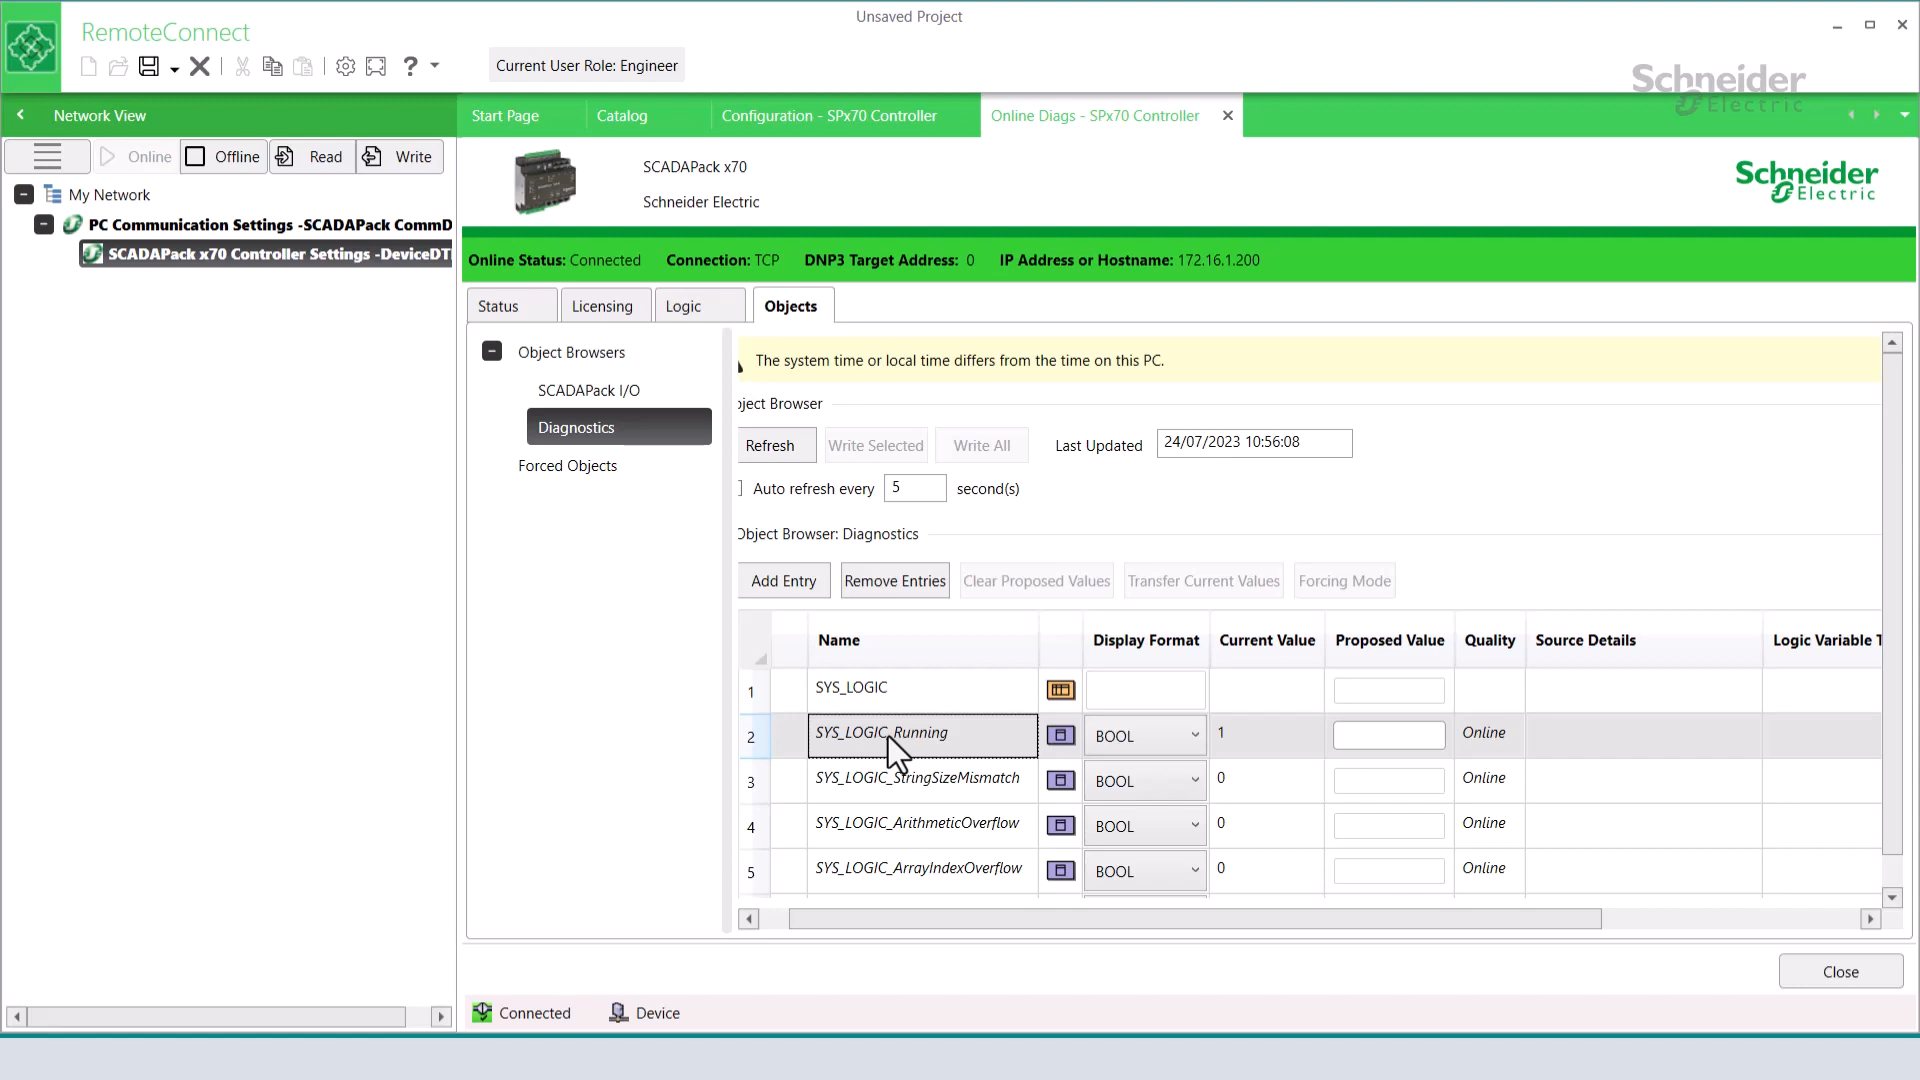 Unsaved Project
RemoteConnect
Current User Role: Engineer
Schneider
Electric
Network View
Start Page
Catalog
Configuration - SPx70 Controller
Online Diags - SPx70 Controller
Online
Offline
Read
Write
SCADAPack x70
Schneider Electric
Schneider
Electric
My Network
PC Communication Settings -SCADAPack CommD
SCADAPack x70 Controller Settings -DeviceDT
Online Status: Connected
Connection: TCP
DNP3 Target Address: 0
IP Address or Hostname: 172.16.1.200
Status
Licensing
Logic
Objects
Object Browsers
SCADAPack I/O
Diagnostics
Forced Objects
The system time or local time differs from the time on this PC.
ject Browser
Refresh
Write Selected
Write All
Last Updated
24/07/2023 10:56:08
Auto refresh every
5
second(s)
Object Browser: Diagnostics
Add Entry
Remove Entries
Clear Proposed Values
Transfer Current Values
Forcing Mode
Name
Display Format
Current Value
Proposed Value
Quality
Source Details
Logic Variable T
1 SYS_LOGIC
2 SYS_LOGIC_Running BOOL 1 Online
3 SYS_LOGIC_StringSizeMismatch BOOL 0 Online
4 SYS_LOGIC_ArithmeticOverflow BOOL 0 Online
5 SYS_LOGIC_ArrayIndexOverflow BOOL 0 Online
Close
Connected
Device